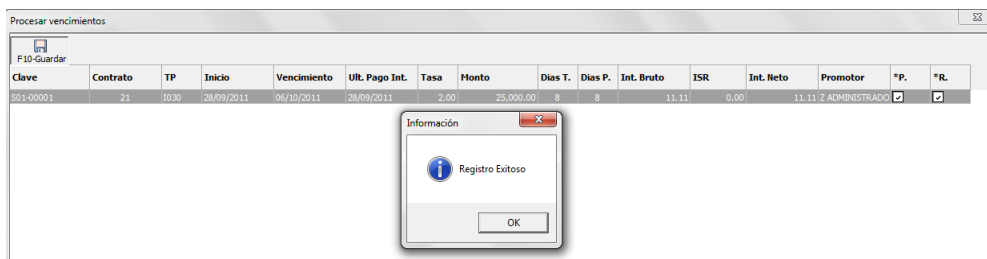 Procesar vencimientos
F10-Guardar
Clave Contrato TP Inicio Vencimiento Ult. Pago Int. Tasa Monto Dias T. Dias P. Int. Bruto ISR Int. Neto Promotor *P. *R.
S01-00001 21 I030 28/09/2011 06/10/2011 28/09/2011 2.00 25,000.00 8 8 11.11 0.00 11.11 Z ADMINISTRADO
Información
Registro Exitoso
OK